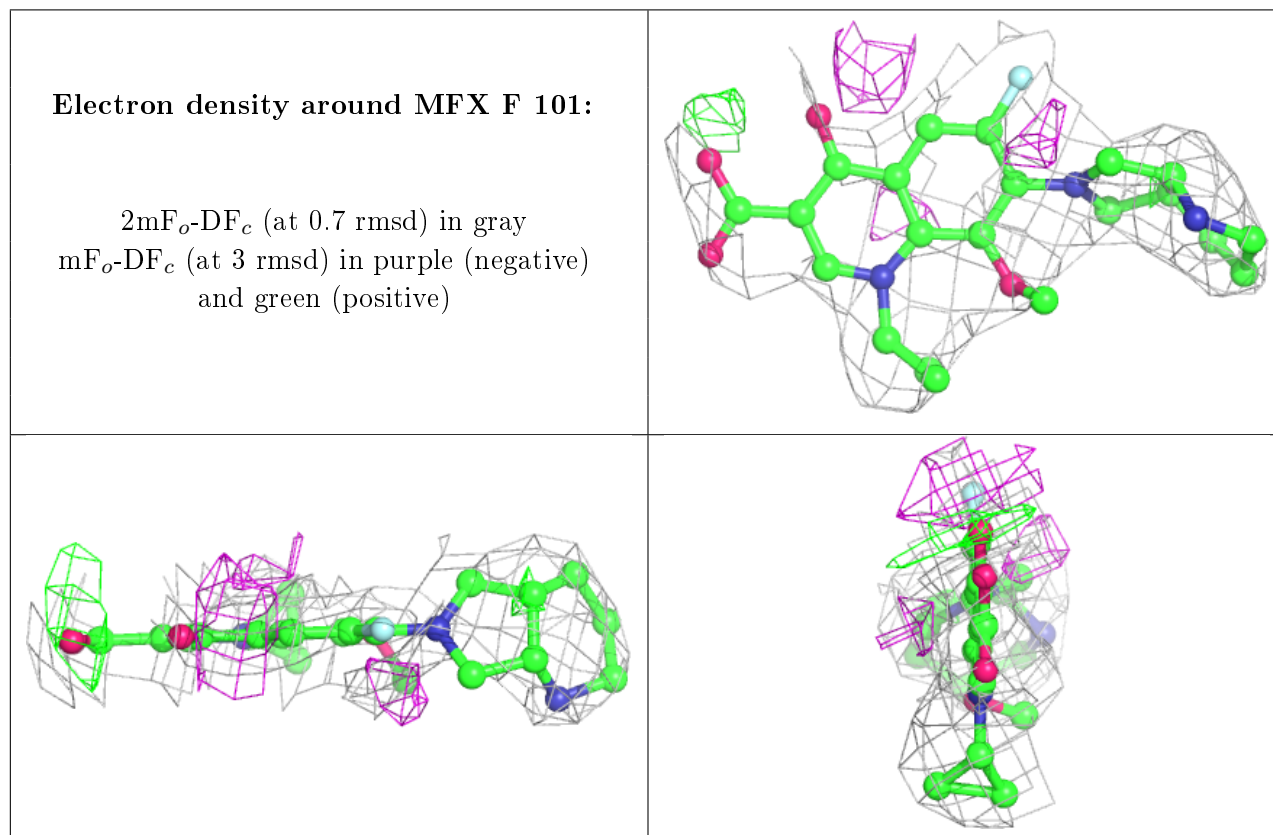 Electron density around MFX F 101:
2mFₒ-DF𝒸 (at 0.7 rmsd) in gray
mFₒ-DF𝒸 (at 3 rmsd) in purple (negative)
and green (positive)